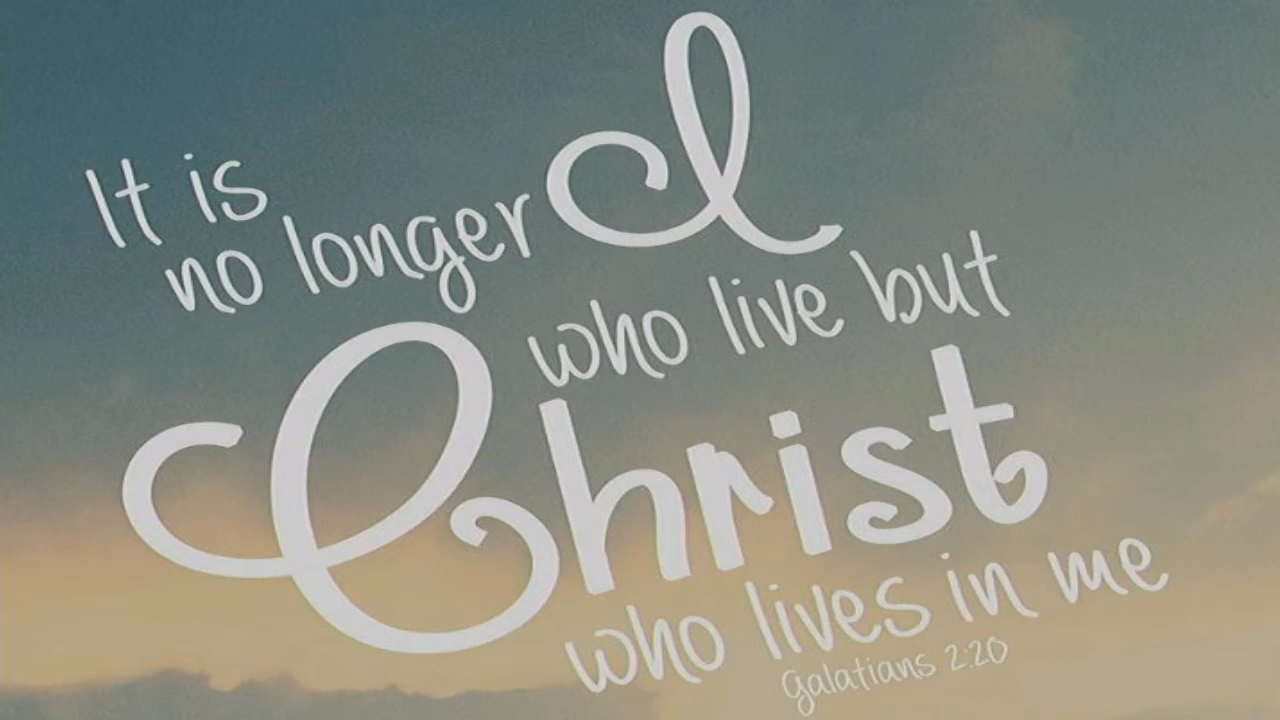 It is
no longer I
who live but
Christ
who lives in me
Galatians 2:20